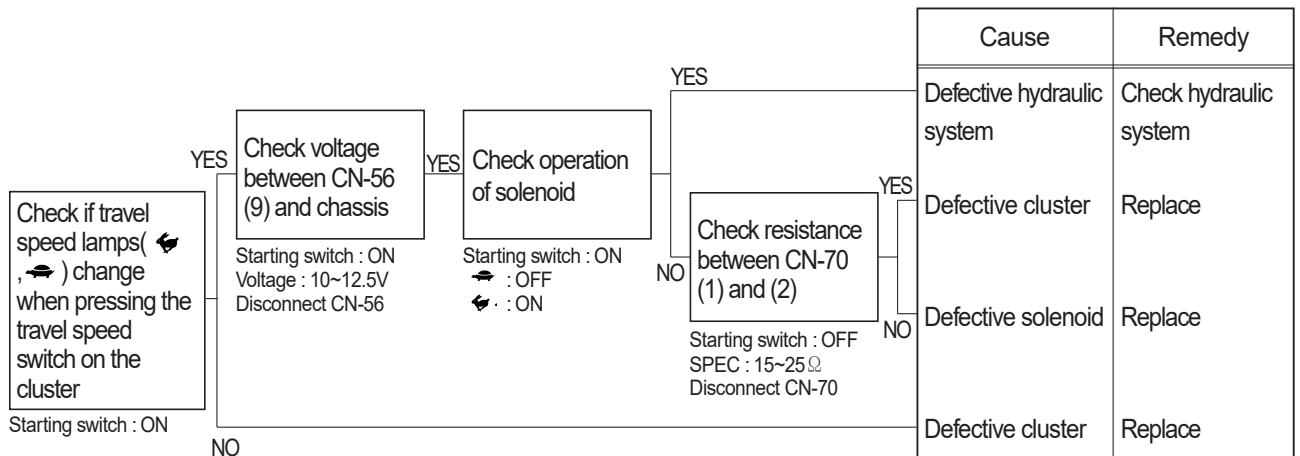 Cause Remedy
YES
Defective hydraulic Check hydraulic
system system
YES
Check voltage
between CN-56
(9) and chassis
YES
Check operation
of solenoid
YES
Defective cluster Replace
Check if travel
speed lamps(
, ) change
when pressing the
travel speed
switch on the
cluster
Starting switch : ON
Voltage : 10~12.5V
Disconnect CN-56
Starting switch : ON
: OFF
: ON
NO
Check resistance
between CN-70
(1) and (2)
NO
Defective solenoid Replace
Starting switch : OFF
SPEC : 15~25Ω
Disconnect CN-70
Starting switch : ON
NO
Defective cluster Replace